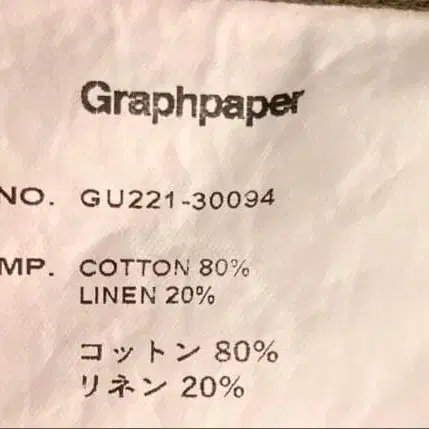 Graphpaper
NO. GU221-30094
MP. COTTON 80%
LINEN 20%
コットン 80%
リネン 20%